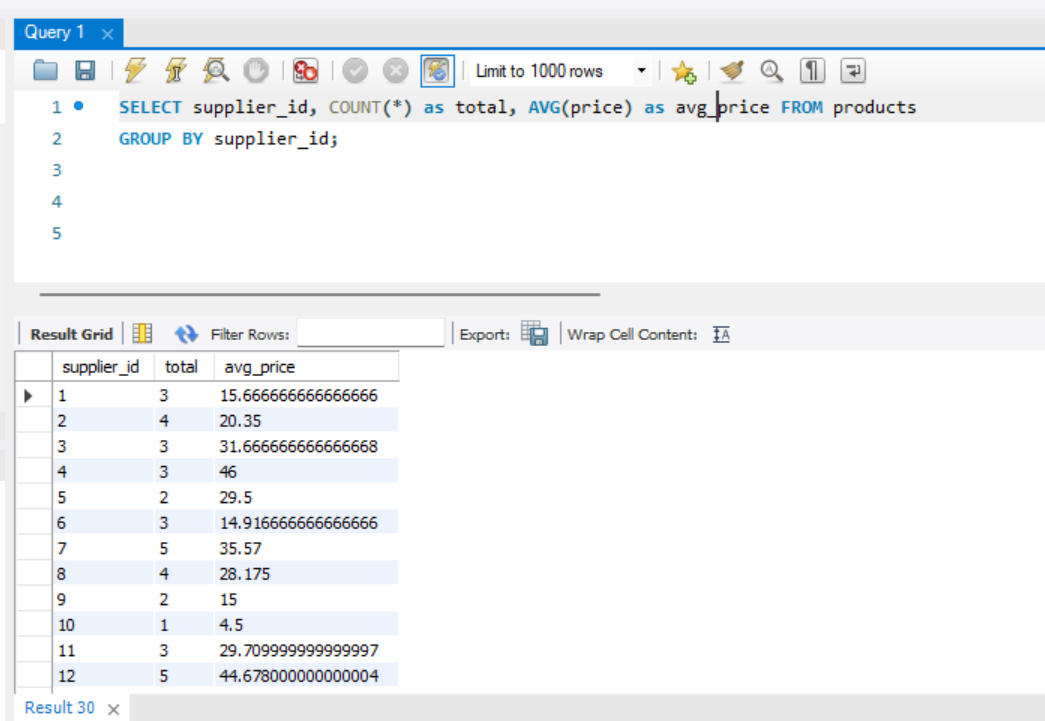 Query 1
Limit to 1000 rows
1 SELECT supplier_id, COUNT(*) as total, AVG(price) as avg_price FROM products
2 GROUP BY supplier_id;
3
4
5
Result Grid Filter Rows: Export: Wrap Cell Content:
supplier_id total avg_price
1 3 15.666666666666666
2 4 20.35
3 3 31.666666666666668
4 3 46
5 2 29.5
6 3 14.916666666666666
7 5 35.57
8 4 28.175
9 2 15
10 1 4.5
11 3 29.709999999999997
12 5 44.678000000000004
Result 30